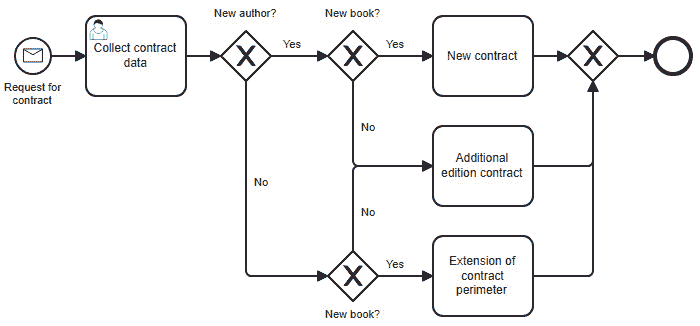 New author?
New book?
Collect contract
data
Yes
Yes
New contract
Request for
contract
No
Additional
edition contract
No
No
Yes
Extension of
contract
perimeter
New book?